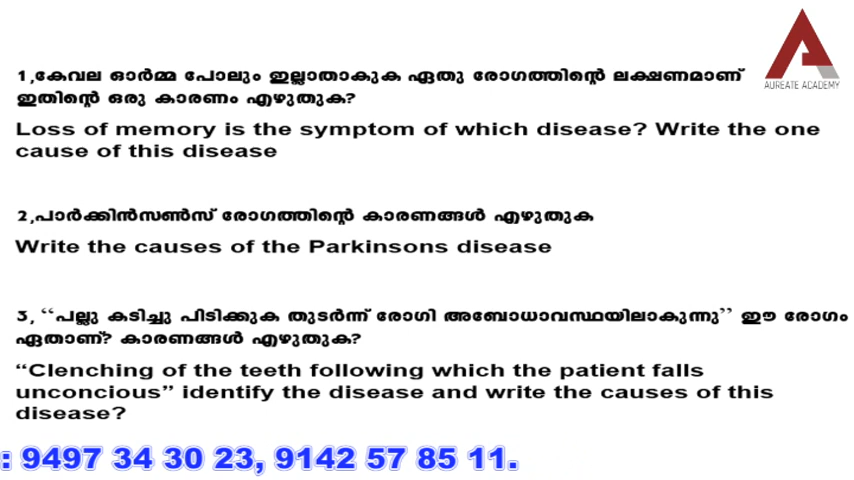 AUREATE ACADEMY
1,കേവല ഓർമ്മ പോലും ഇല്ലാതാകുക ഏതു രോഗത്തിന്റെ ലക്ഷണമാണ്
ഇതിന്റെ ഒരു കാരണം എഴുതുക?
Loss of memory is the symptom of which disease? Write the one
cause of this disease
2,പാർക്കിൻസൺസ് രോഗത്തിന്റെ കാരണങ്ങൾ എഴുതുക
Write the causes of the Parkinsons disease
3, “പല്ലു കടിച്ചു പിടിക്കുക തുടർന്ന് രോഗി അബോധാവസ്ഥയിലാകുന്നു” ഈ രോഗം
ഏതാണ്? കാരണങ്ങൾ എഴുതുക?
“Clenching of the teeth following which the patient falls
unconcious” identify the disease and write the causes of this
disease?
: 9497 34 30 23, 9142 57 85 11.